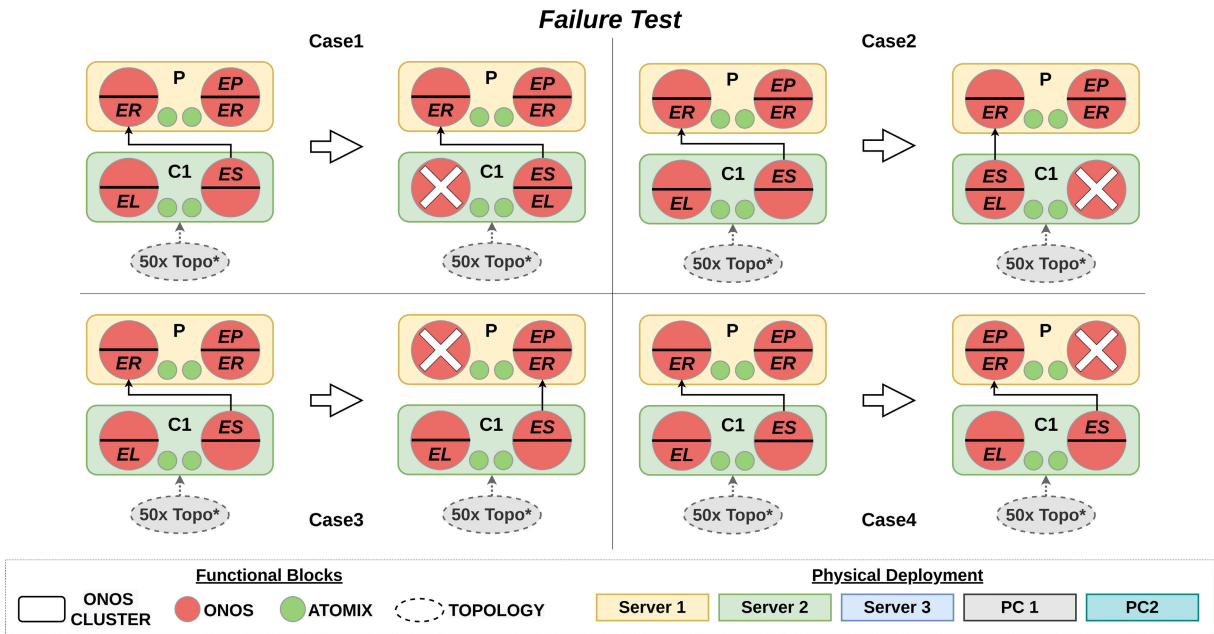 Failure Test
Case1
P
ER
EP
ER
C1
EL
ES
50x Topo*
P
ER
EP
ER
C1
ES
EL
50x Topo*
Case2
P
ER
EP
ER
C1
EL
ES
50x Topo*
P
ER
EP
ER
C1
ES
EL
50x Topo*
Case3
P
ER
EP
ER
C1
EL
ES
50x Topo*
P
EP
ER
C1
EL
ES
50x Topo*
Case4
P
ER
EP
ER
C1
EL
ES
50x Topo*
P
EP
ER
C1
EL
ES
50x Topo*
Functional Blocks
ONOS
CLUSTER
ONOS
ATOMIX
TOPOLOGY
Physical Deployment
Server 1
Server 2
Server 3
PC 1
PC2